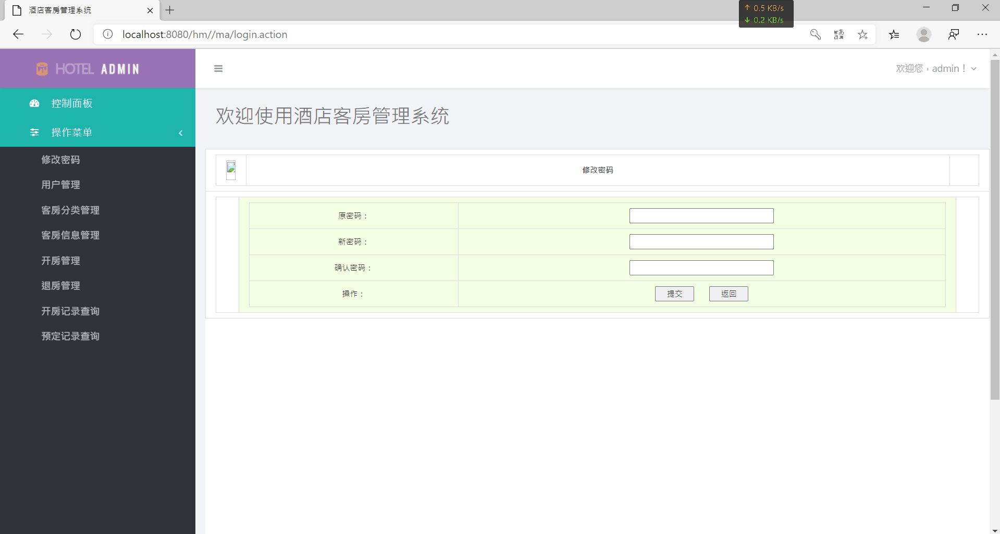 酒店客房管理系统
↑ 0.5 KB/s
↓ 0.2 KB/s
localhost:8080/hm//ma/login.action
HOTEL ADMIN
欢迎您，admin！
控制面板
欢迎使用酒店客房管理系统
操作菜单
修改密码
用户管理
客房分类管理
客房信息管理
开房管理
退房管理
开房记录查询
预定记录查询
修改密码
原密码：
新密码：
确认密码：
操作： 提交 返回